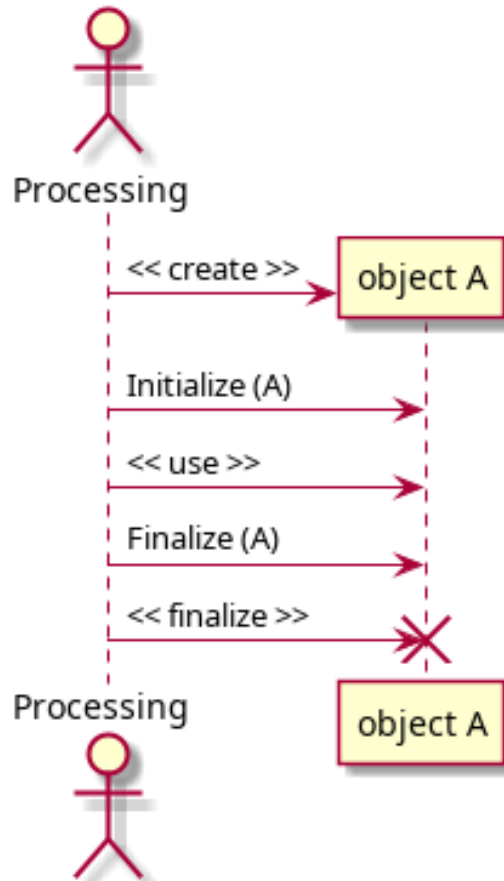 Processing
<< create >>
object A
Initialize (A)
<< use >>
Finalize (A)
<< finalize >>
Processing
object A